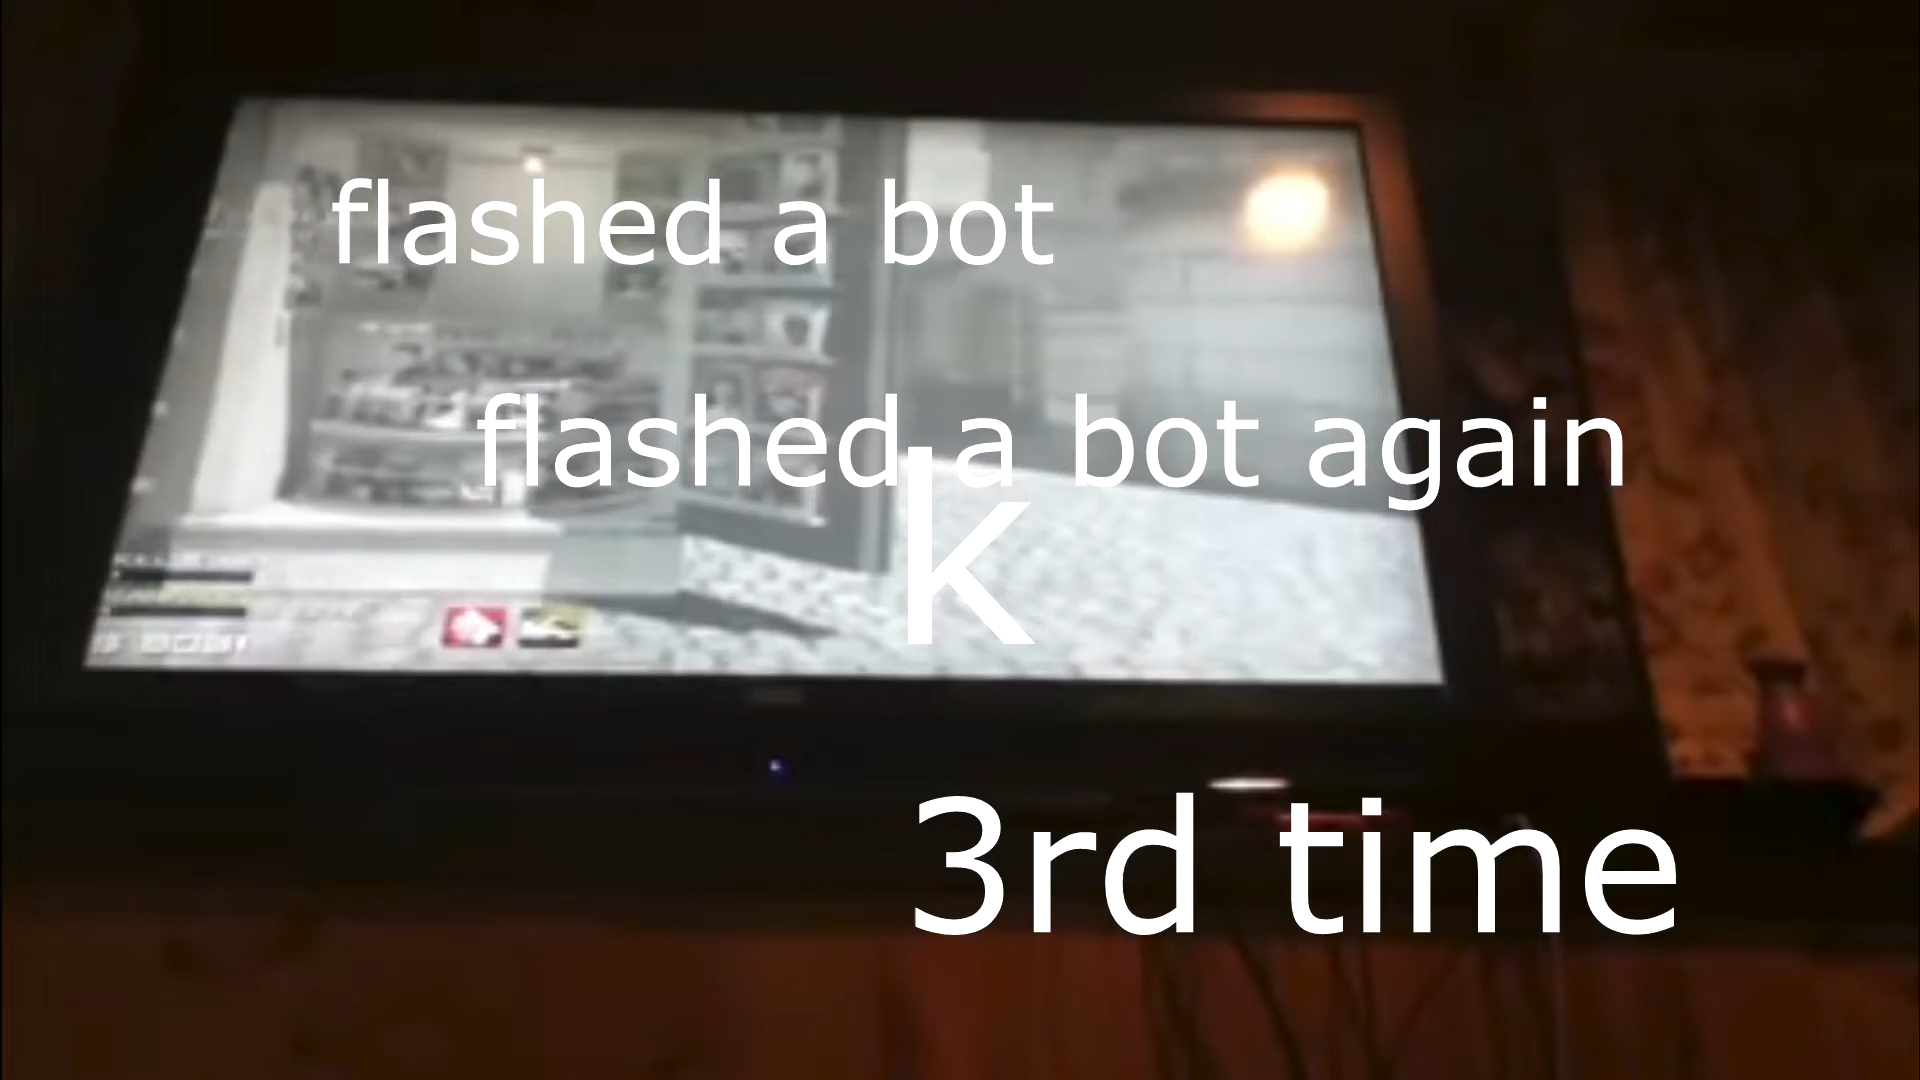 flashed a bot
flashed a bot again
k
3rd time